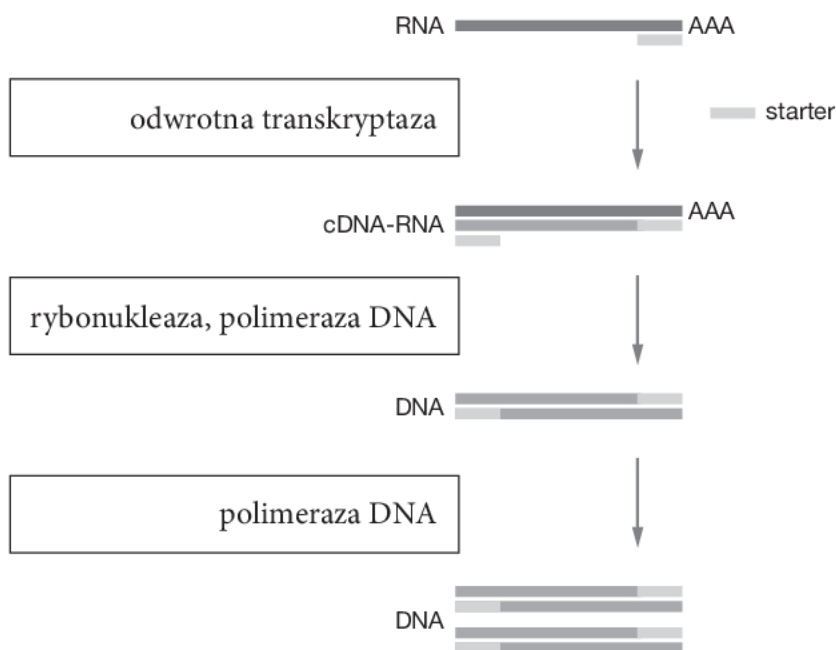 RNA AAA
odwrotna transkryptaza
starter
cDNA-RNA AAA
rybonukleaza, polimeraza DNA
DNA
polimeraza DNA
DNA